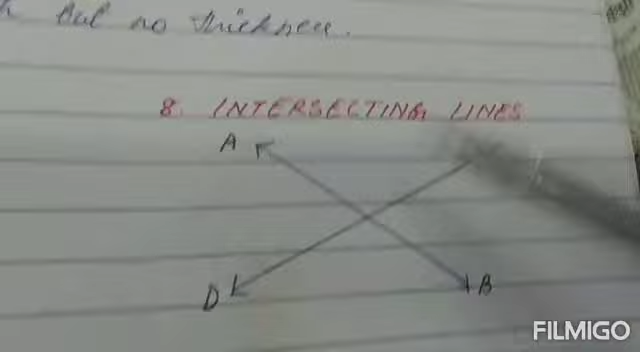 but no thickness.
8. INTERSECTING LINES
A
D
B
FILMIGO